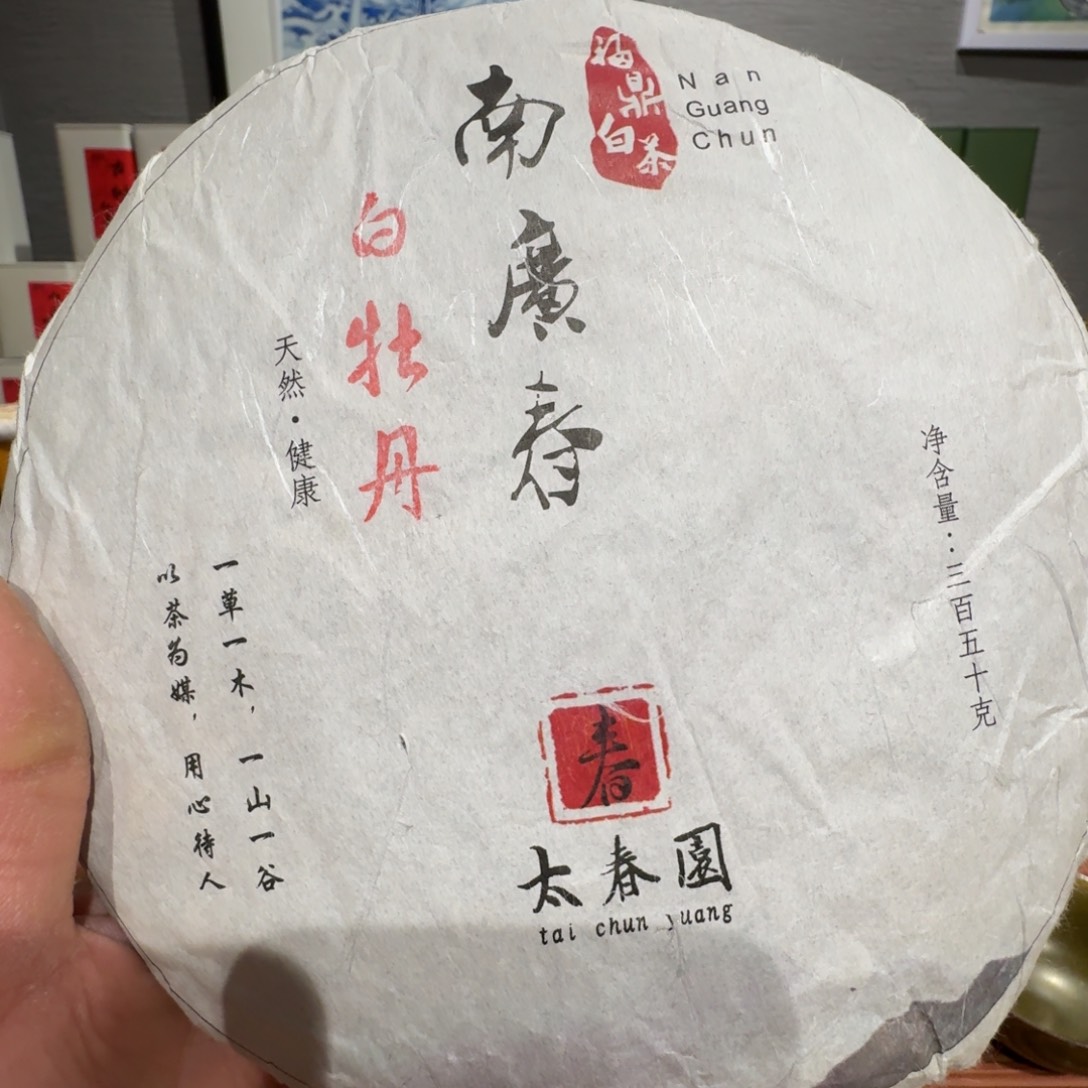 福鼎白茶
Nan
Guang
Chun
南廣春
白牡丹
天然·健康
一草一木，一山一谷
以茶为媒，用心待人
净含量：三百五十克
春
太春園
tai chun yuang